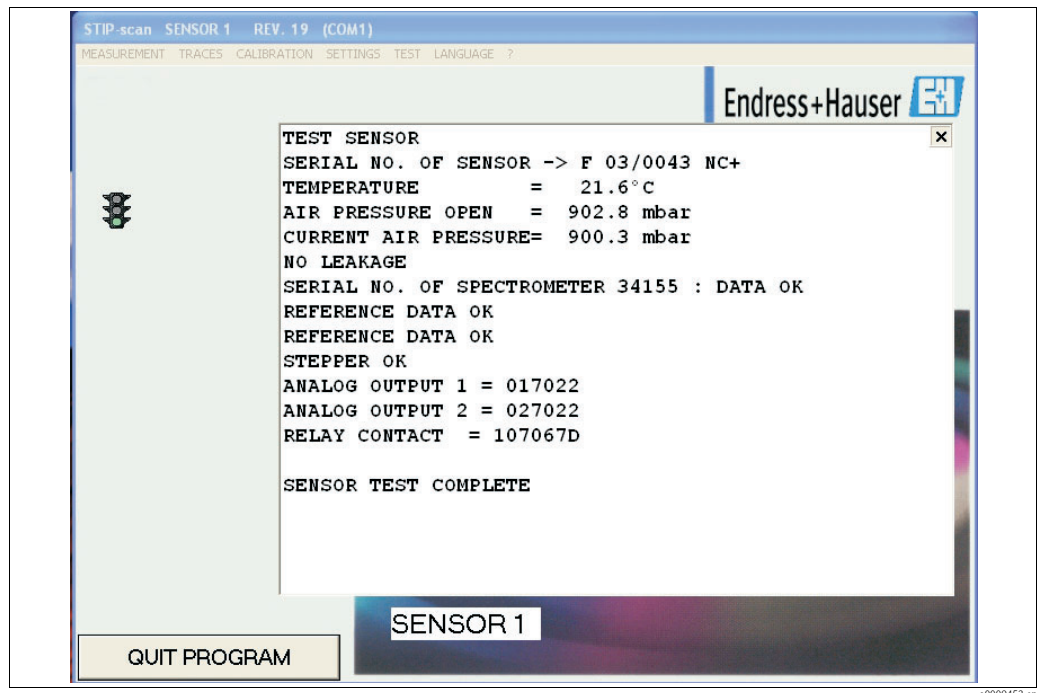 STIP-scan SENSOR 1 REV. 19 (COM1)
MEASUREMENT TRACES CALIBRATION SETTINGS TEST LANGUAGE ?
Endress+Hauser EH
TEST SENSOR
SERIAL NO. OF SENSOR -> F 03/0043 NC+
TEMPERATURE = 21.6°C
AIR PRESSURE OPEN = 902.8 mbar
CURRENT AIR PRESSURE= 900.3 mbar
NO LEAKAGE
SERIAL NO. OF SPECTROMETER 34155 : DATA OK
REFERENCE DATA OK
REFERENCE DATA OK
STEPPER OK
ANALOG OUTPUT 1 = 017022
ANALOG OUTPUT 2 = 027022
RELAY CONTACT = 107067D
SENSOR TEST COMPLETE
SENSOR 1
QUIT PROGRAM